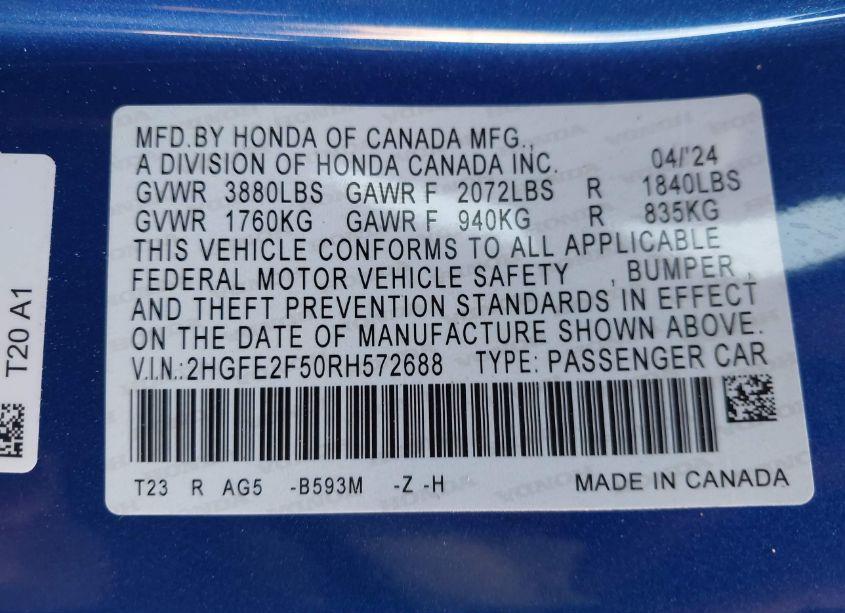 MFD.BY HONDA OF CANADA MFG.,
A DIVISION OF HONDA CANADA INC. 04/'24
GVWR 3880LBS GAWR F 2072LBS R 1840LBS
GVWR 1760KG GAWR F 940KG R 835KG
THIS VEHICLE CONFORMS TO ALL APPLICABLE
FEDERAL MOTOR VEHICLE SAFETY , BUMPER ,
AND THEFT PREVENTION STANDARDS IN EFFECT
ON THE DATE OF MANUFACTURE SHOWN ABOVE.
V.I.N.:2HGFE2F50RH572688 TYPE: PASSENGER CAR
T23 R AG5 -B593M -Z -H MADE IN CANADA
T20 A1